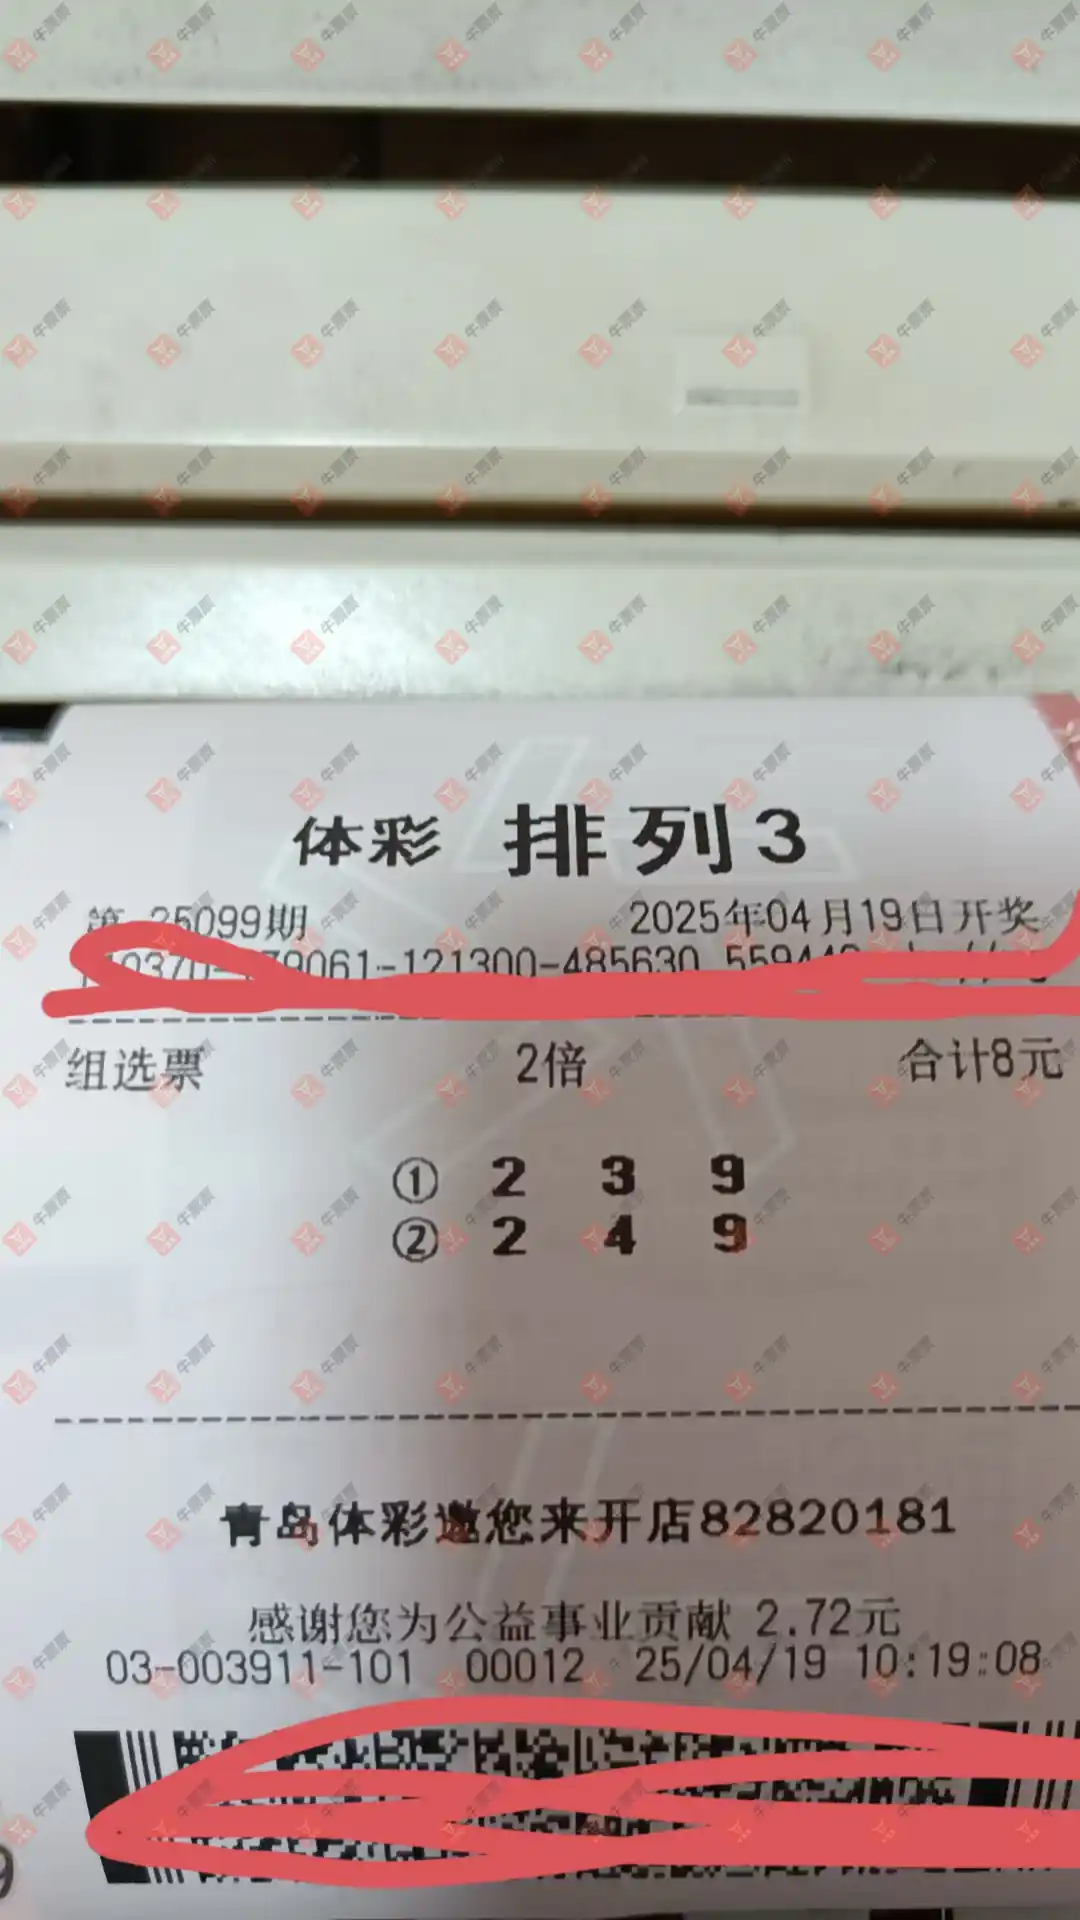 体彩 排列3
第 25099期 2025年04月19日开奖
组选票 2倍 合计8元
① 2 3 9
② 2 4 9
青岛体彩邀您来开店82820181
感谢您为公益事业贡献 2.72元
03-003911-101 00012 25/04/19 10:19:08
牛票票